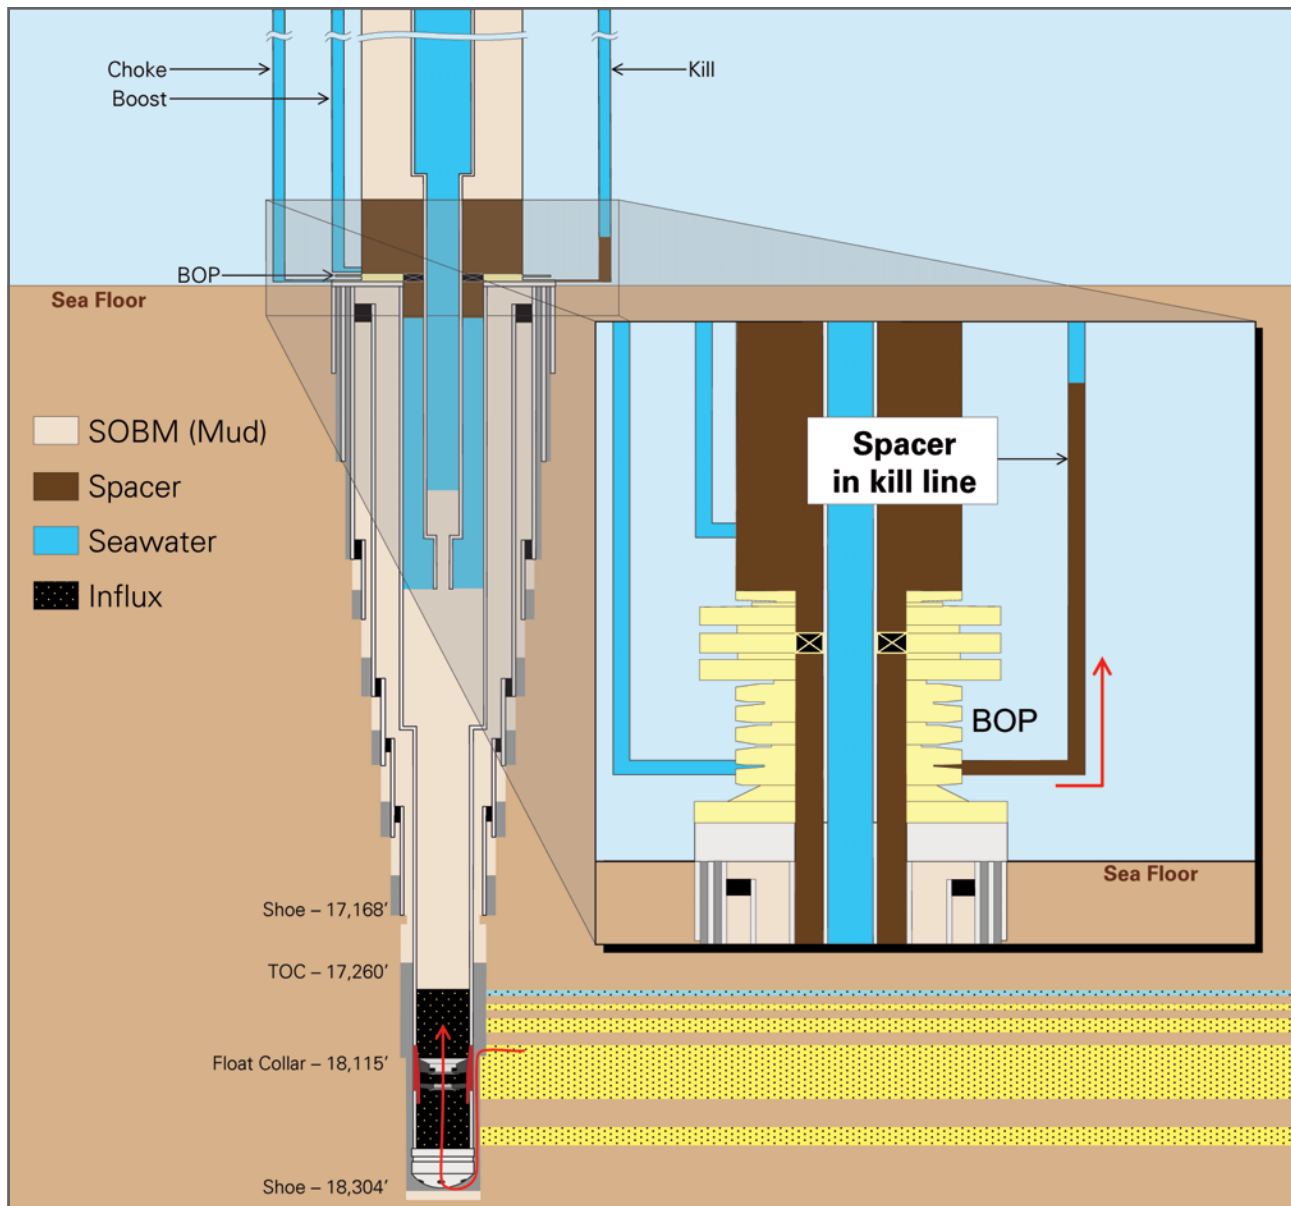 Choke
Boost
Kill
BOP
Sea Floor
SOBM (Mud)
Spacer
Seawater
Influx
Spacer
in kill line
BOP
Sea Floor
Shoe – 17,168’
TOC – 17,260’
Float Collar – 18,115’
Shoe – 18,304’